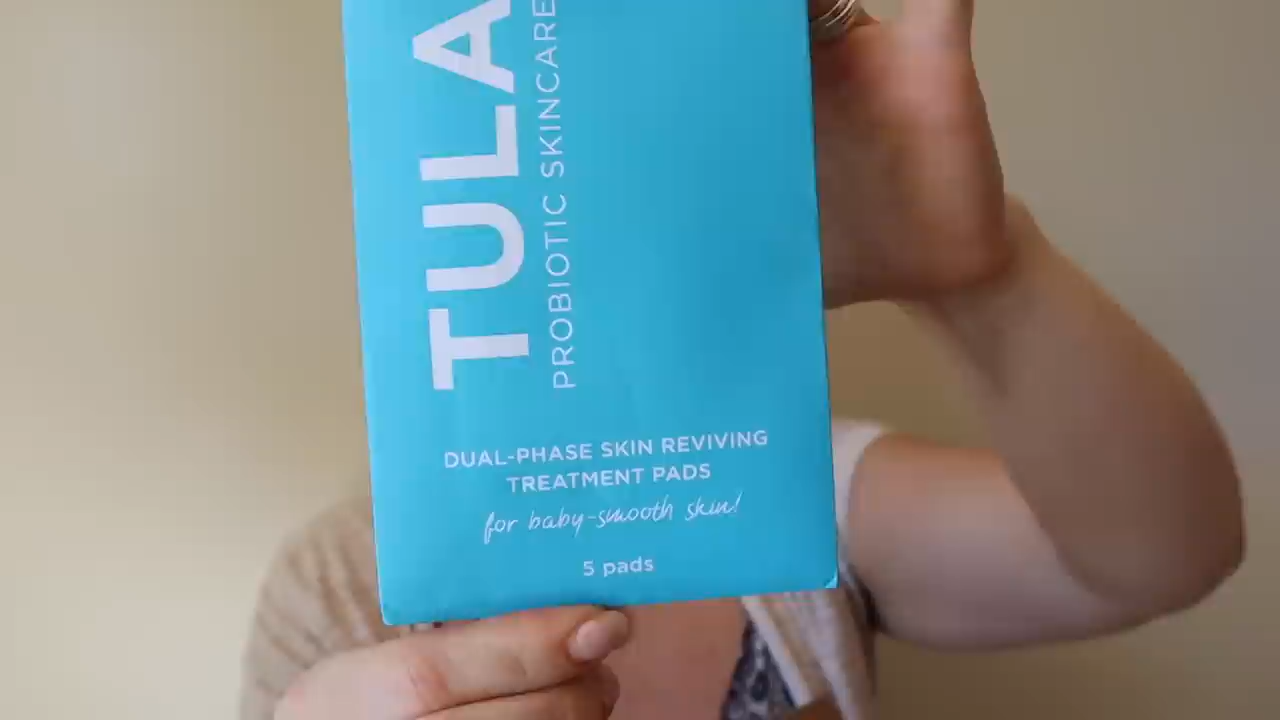 TULA
PROBIOTIC SKINCARE
DUAL-PHASE SKIN REVIVING
TREATMENT PADS
for baby-smooth skin!
5 pads